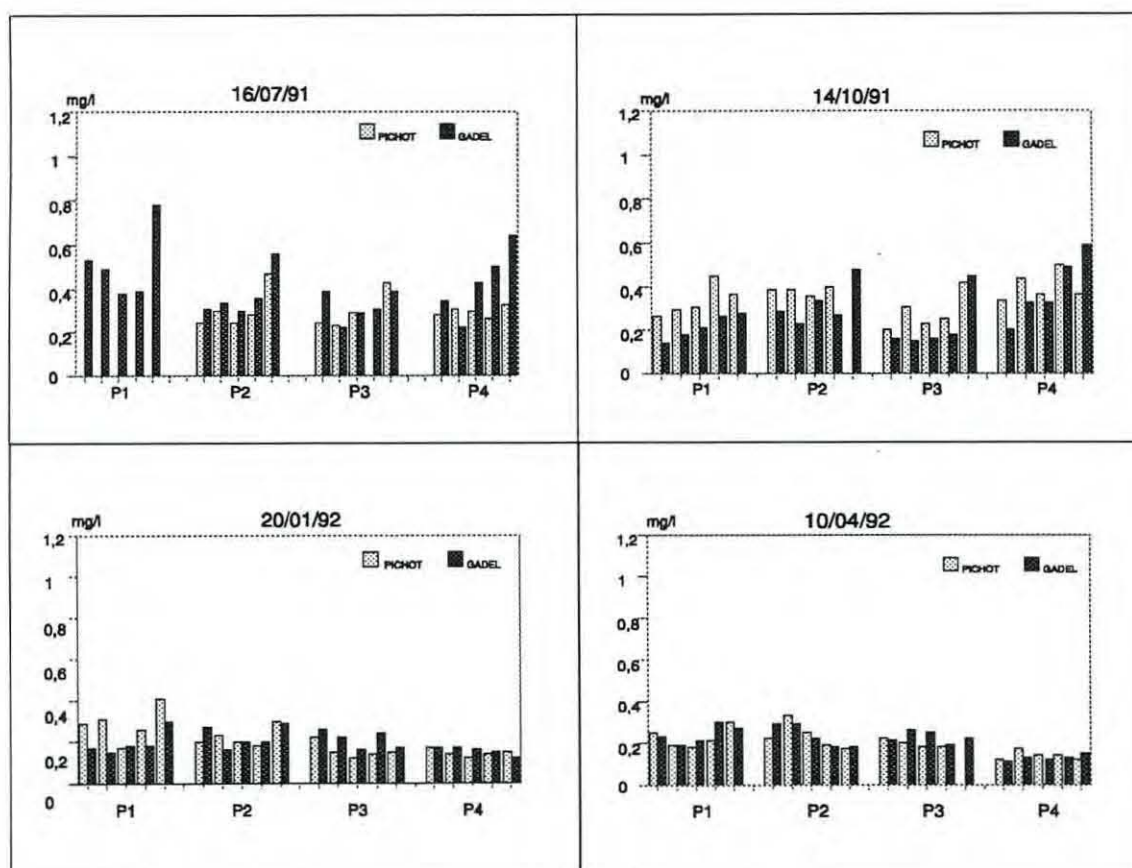 16/07/91
mg/l
1,2
PICHOT GADEL
1
0,8
0,6
0,4
0,2
0
P1 P2 P3 P4
14/10/91
mg/l
1,2
PICHOT GADEL
1
0,8
0,6
0,4
0,2
0
P1 P2 P3 P4
20/01/92
mg/l
1,2
PICHOT GADEL
1
0,8
0,6
0,4
0,2
0
P1 P2 P3 P4
10/04/92
mg/l
1,2
PICHOT GADEL
1
0,8
0,6
0,4
0,2
0
P1 P2 P3 P4